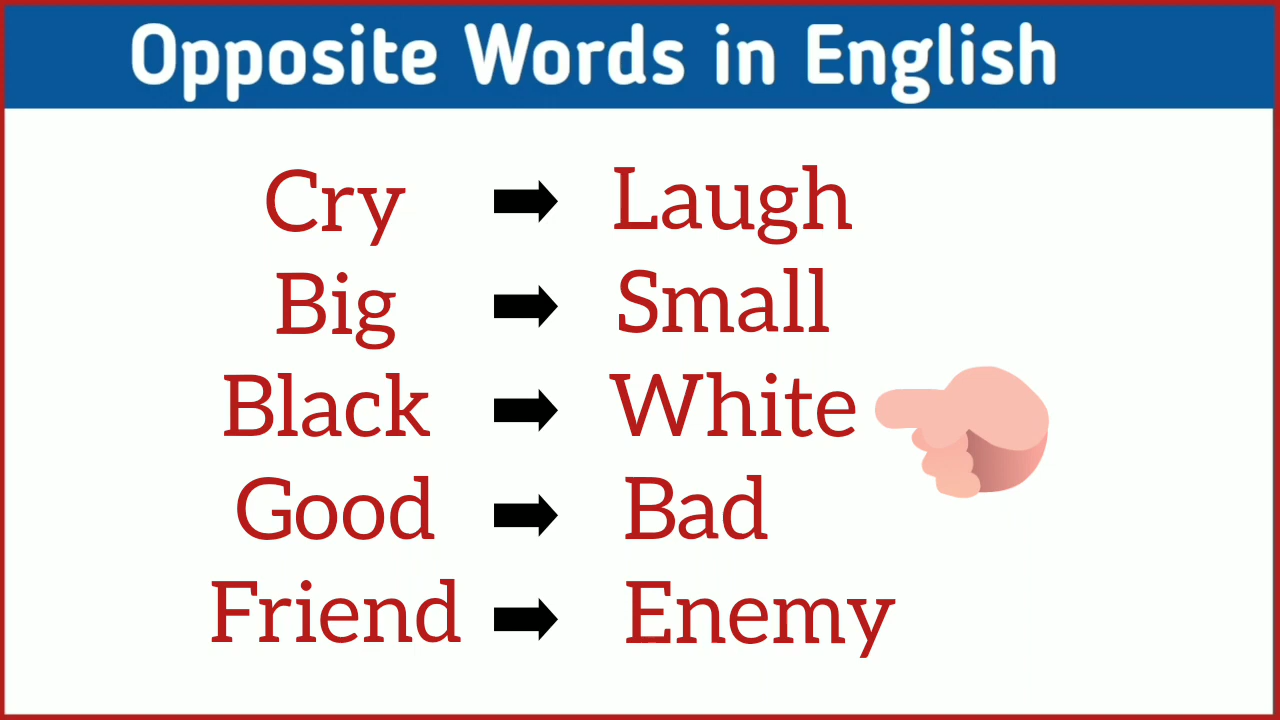 Opposite Words in English
Cry ➡ Laugh
Big ➡ Small
Black ➡ White
Good ➡ Bad
Friend ➡ Enemy